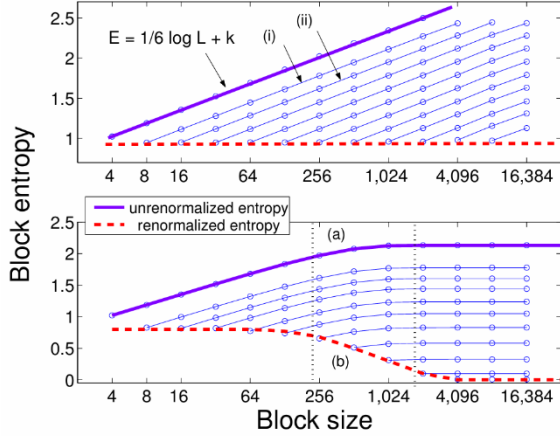 Block entropy
2.5
2
1.5
1
E = 1/6 log L + k
(i)
(ii)
4 8 16 64 256 1,024 4,096 16,384
unrenormalized entropy
renormalized entropy
2.5
2
1.5
1
0.5
0
(a)
(b)
4 8 16 64 256 1,024 4,096 16,384
Block size